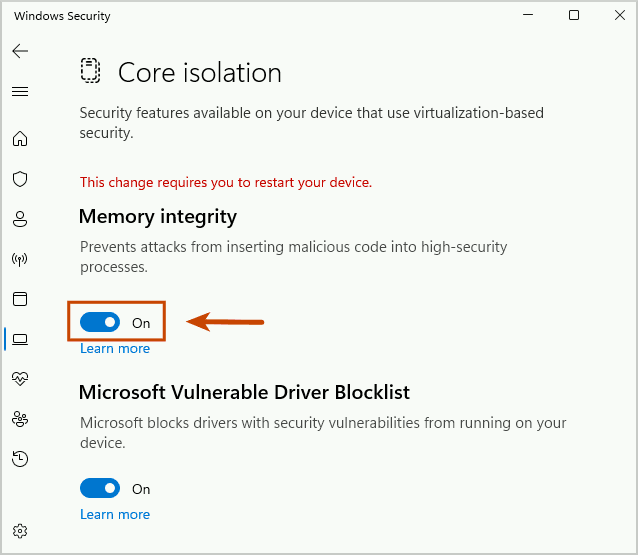 Windows Security
Core isolation
Security features available on your device that use virtualization-based
security.
This change requires you to restart your device.
Memory integrity
Prevents attacks from inserting malicious code into high-security
processes.
On
Learn more
Microsoft Vulnerable Driver Blocklist
Microsoft blocks drivers with security vulnerabilities from running on your
device.
On
Learn more